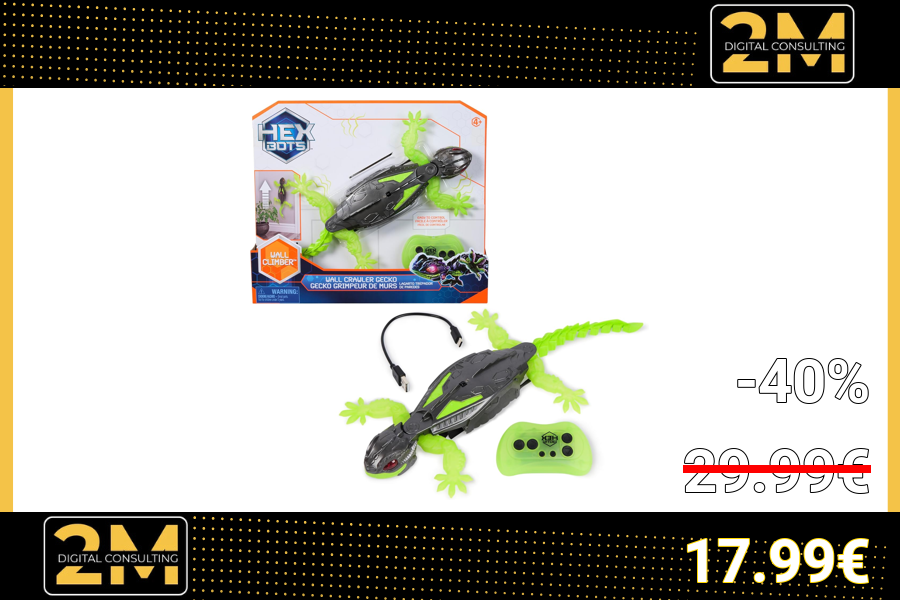 2M
DIGITAL CONSULTING
HEX
BOTS
WALL
CLIMBER
WALL CRAWLER GECKO
GECKO GRIMPEUR DE MURS
WARNING:
-40%
29.99€
2M
DIGITAL CONSULTING
17.99€